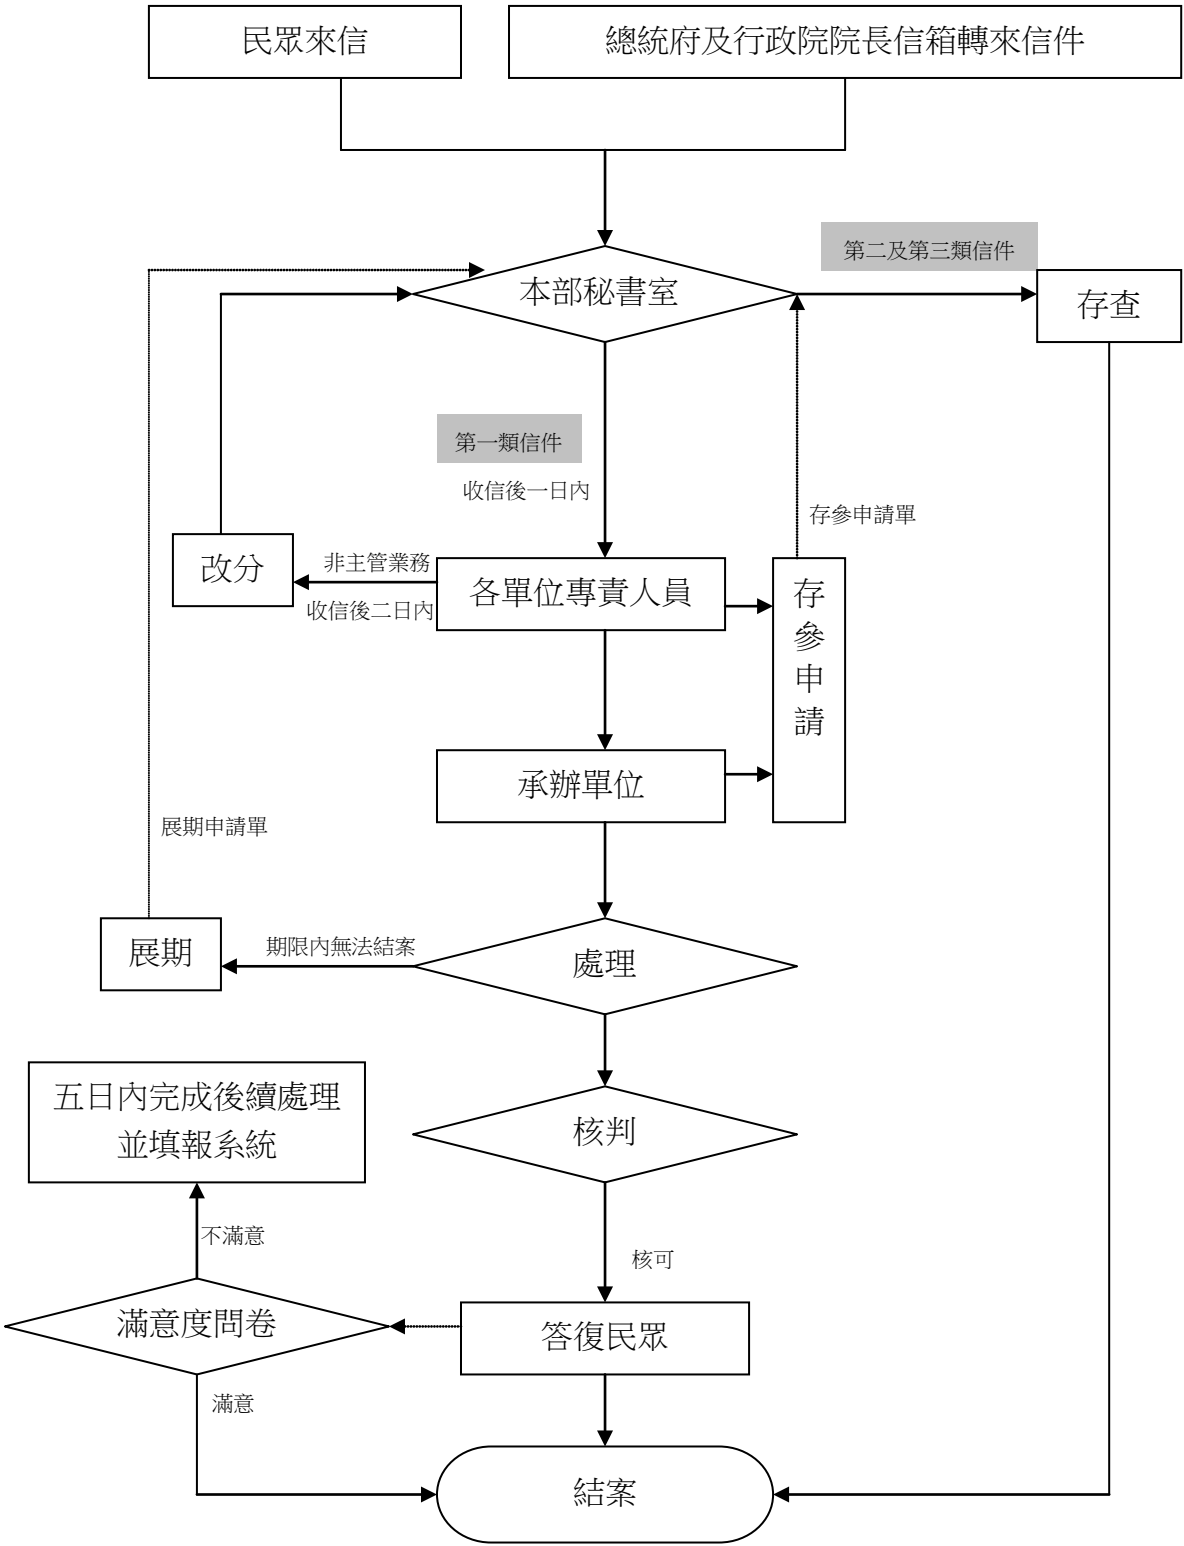 民眾來信
總統府及行政院院長信箱轉來信件
第二及第三類信件
本部秘書室
存查
第一類信件
收信後一日內
存參申請單
改分
非主管業務
收信後二日內
各單位專責人員
存參申請
承辦單位
展期申請單
展期
期限內無法結案
處理
五日內完成後續處理
並填報系統
核判
不滿意
核可
滿意度問卷
答復民眾
滿意
結案